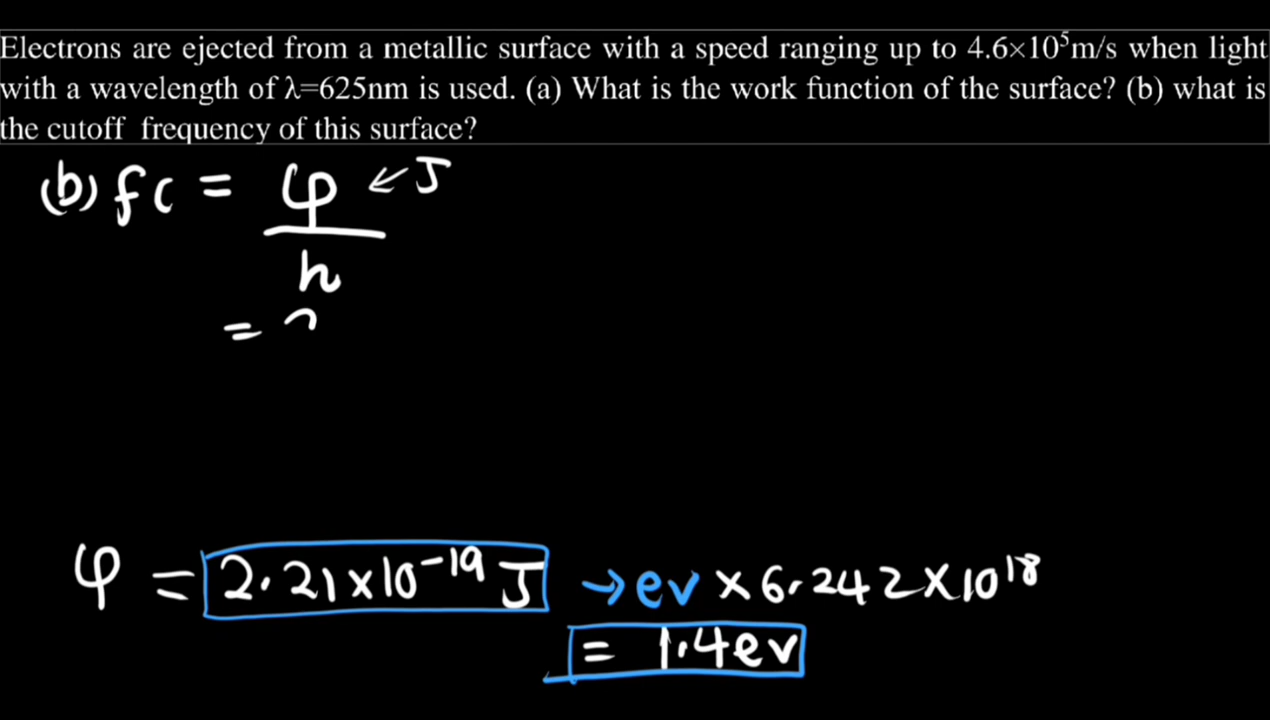 Electrons are ejected from a metallic surface with a speed ranging up to 4.6×10⁵m/s when light
with a wavelength of λ=625nm is used. (a) What is the work function of the surface? (b) what is
the cutoff frequency of this surface?
(b) fc = φ ← J
h
=
φ = 2.21×10⁻¹⁹ J → ev × 6.242×10¹⁸
= 1.4ev